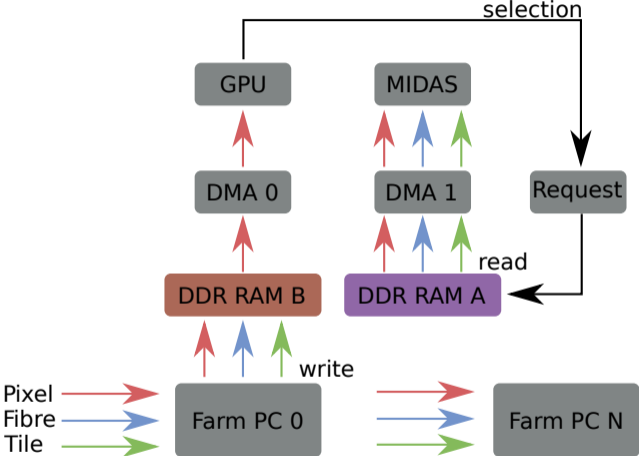 selection
GPU
MIDAS
DMA 0
DMA 1
Request
read
DDR RAM B
DDR RAM A
write
Pixel
Fibre
Tile
Farm PC 0
Farm PC N